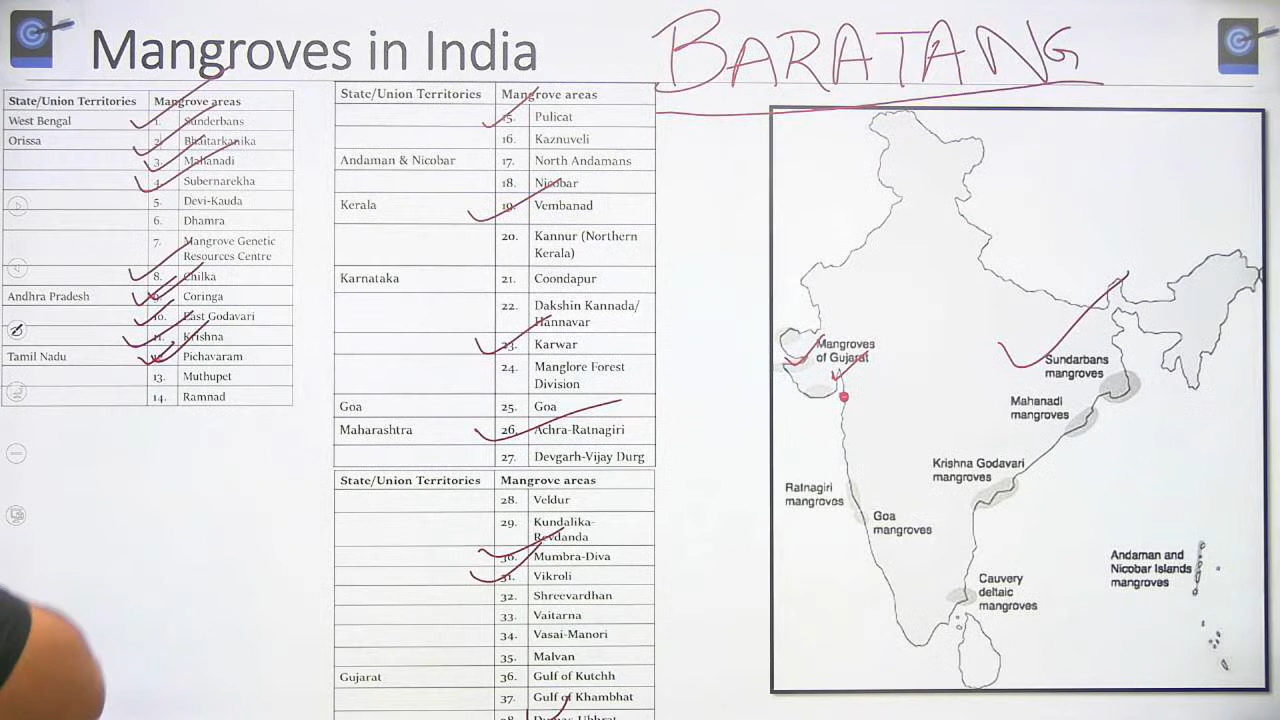 Mangroves in India
BARATANG
State/Union Territories Mangrove areas
West Bengal 1. Sunderbans
Orissa 2. Bhaitarkanika
3. Mahanadi
4. Subernarekha
5. Devi-Kauda
6. Dhamra
7. Mangrove Genetic
Resources Centre
8. Chilka
Andhra Pradesh 9. Coringa
10. East Godavari
11. Krishna
Tamil Nadu 12. Pichavaram
13. Muthupet
14. Ramnad
State/Union Territories Mangrove areas
15. Pulicat
16. Kaznuveli
Andaman & Nicobar 17. North Andamans
18. Nicobar
Kerala 19. Vembanad
20. Kannur (Northern
Kerala)
Karnataka 21. Coondapur
22. Dakshin Kannada/
Hannavar
23. Karwar
24. Manglore Forest
Division
Goa 25. Goa
Maharashtra 26. Achra-Ratnagiri
27. Devgarh-Vijay Durg
State/Union Territories Mangrove areas
28. Veldur
29. Kundalika-
Revdanda
30. Mumbra-Diva
31. Vikroli
32. Shreevardhan
33. Vaitarna
34. Vasai-Manori
35. Malvan
Gujarat 36. Gulf of Kutchh
37. Gulf of Khambhat
38.
Mangroves
of Gujarat
Sundarbans
mangroves
Mahanadi
mangroves
Krishna Godavari
mangroves
Ratnagiri
mangroves
Goa
mangroves
Andaman and
Nicobar Islands
mangroves
Cauvery
deltaic
mangroves